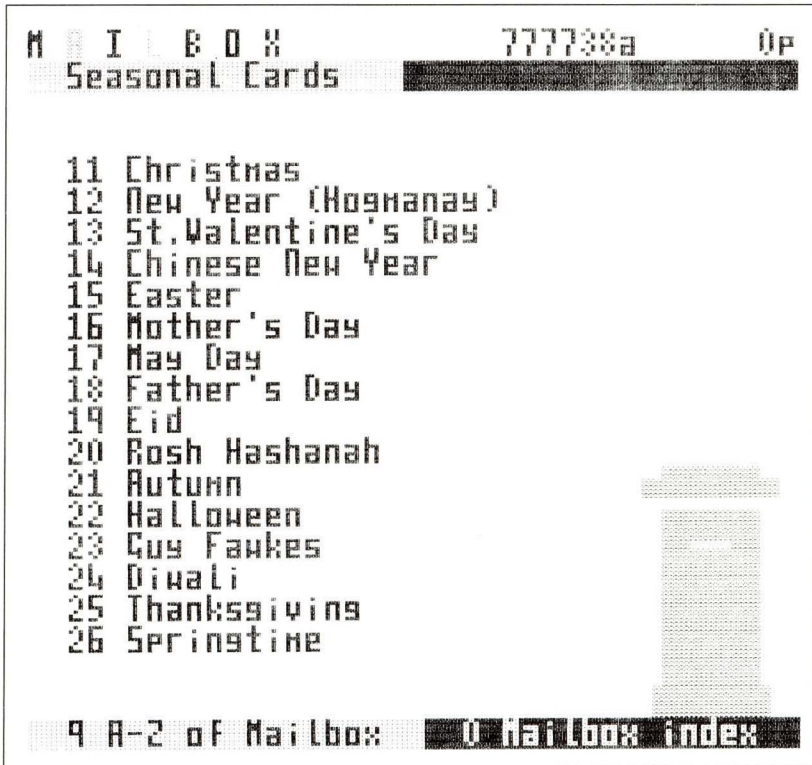 M A I L B O X 777738a 0p
Seasonal Cards
11 Christmas
12 New Year (Hogmanay)
13 St.Valentine's Day
14 Chinese New Year
15 Easter
16 Mother's Day
17 May Day
18 Father's Day
19 Eid
20 Rosh Hashanah
21 Autumn
22 Halloween
23 Guy Fawkes
24 Diwali
25 Thanksgiving
26 Springtime
9 A-Z of Mailbox 0 Mailbox index